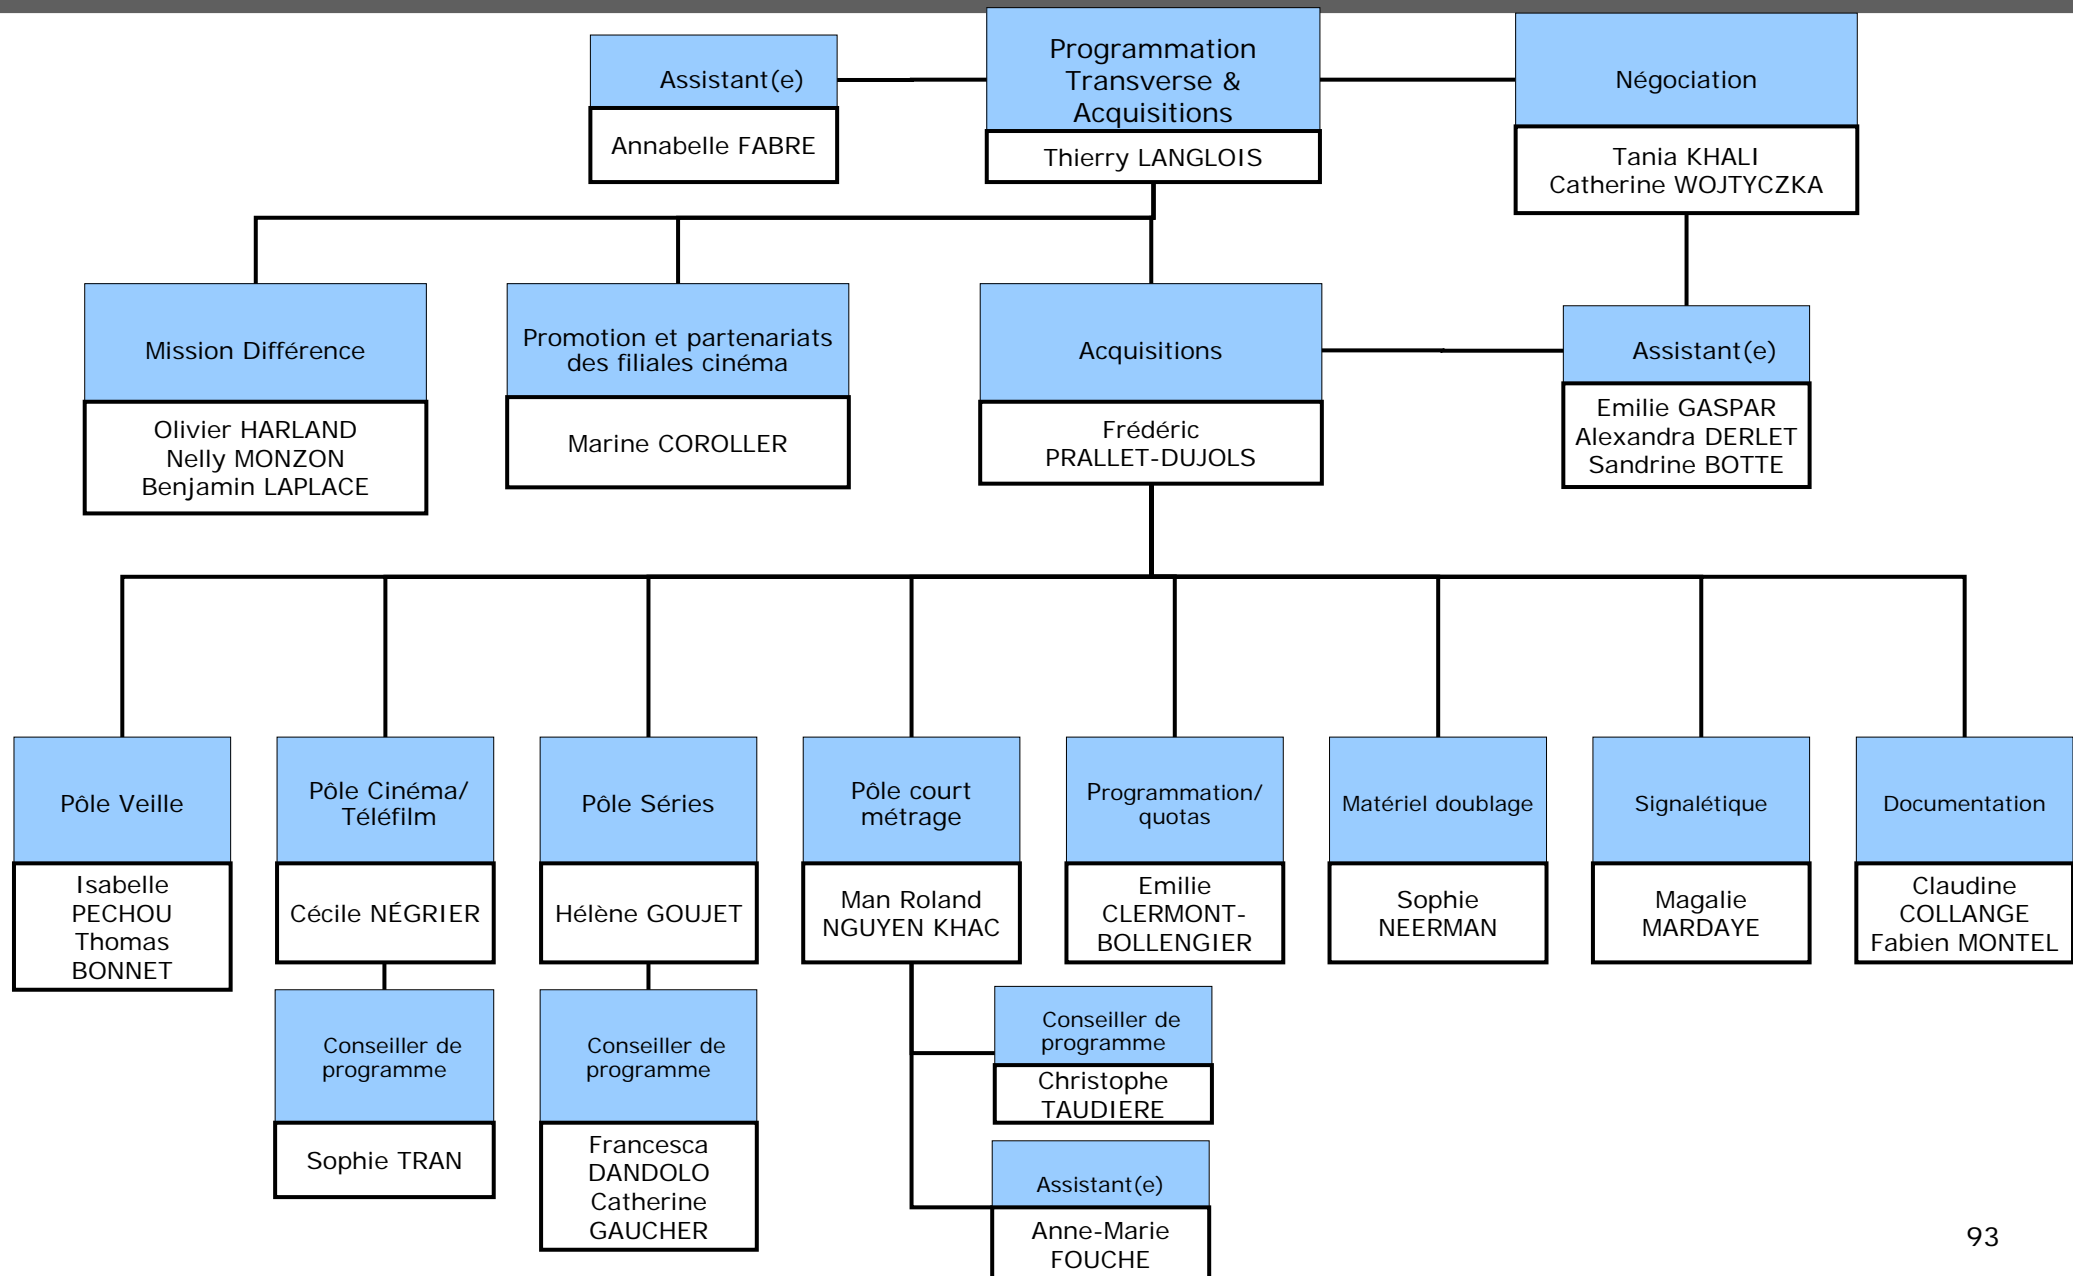 Assistant(e)
Annabelle FABRE
Programmation
Transverse &
Acquisitions
Thierry LANGLOIS
Négociation
Tania KHALI
Catherine WOJTYCZKA
Mission Différence
Olivier HARLAND
Nelly MONZON
Benjamin LAPLACE
Promotion et partenariats
des filiales cinéma
Marine COROLLER
Acquisitions
Frédéric
PRALLET-DUJOLS
Assistant(e)
Emilie GASPAR
Alexandra DERLET
Sandrine BOTTE
Pôle Veille
Isabelle
PECHOU
Thomas
BONNET
Pôle Cinéma/
Téléfilm
Cécile NÉGRIER
Conseiller de
programme
Sophie TRAN
Pôle Séries
Hélène GOUJET
Conseiller de
programme
Francesca
DANDOLO
Catherine
GAUCHER
Pôle court
métrage
Man Roland
NGUYEN KHAC
Conseiller de
programme
Christophe
TAUDIERE
Assistant(e)
Anne-Marie
FOUCHE
Programmation/
quotas
Emilie
CLERMONT-
BOLLENGIER
Matériel doublage
Sophie
NEERMAN
Signalétique
Magalie
MARDAYE
Documentation
Claudine
COLLANGE
Fabien MONTEL
93